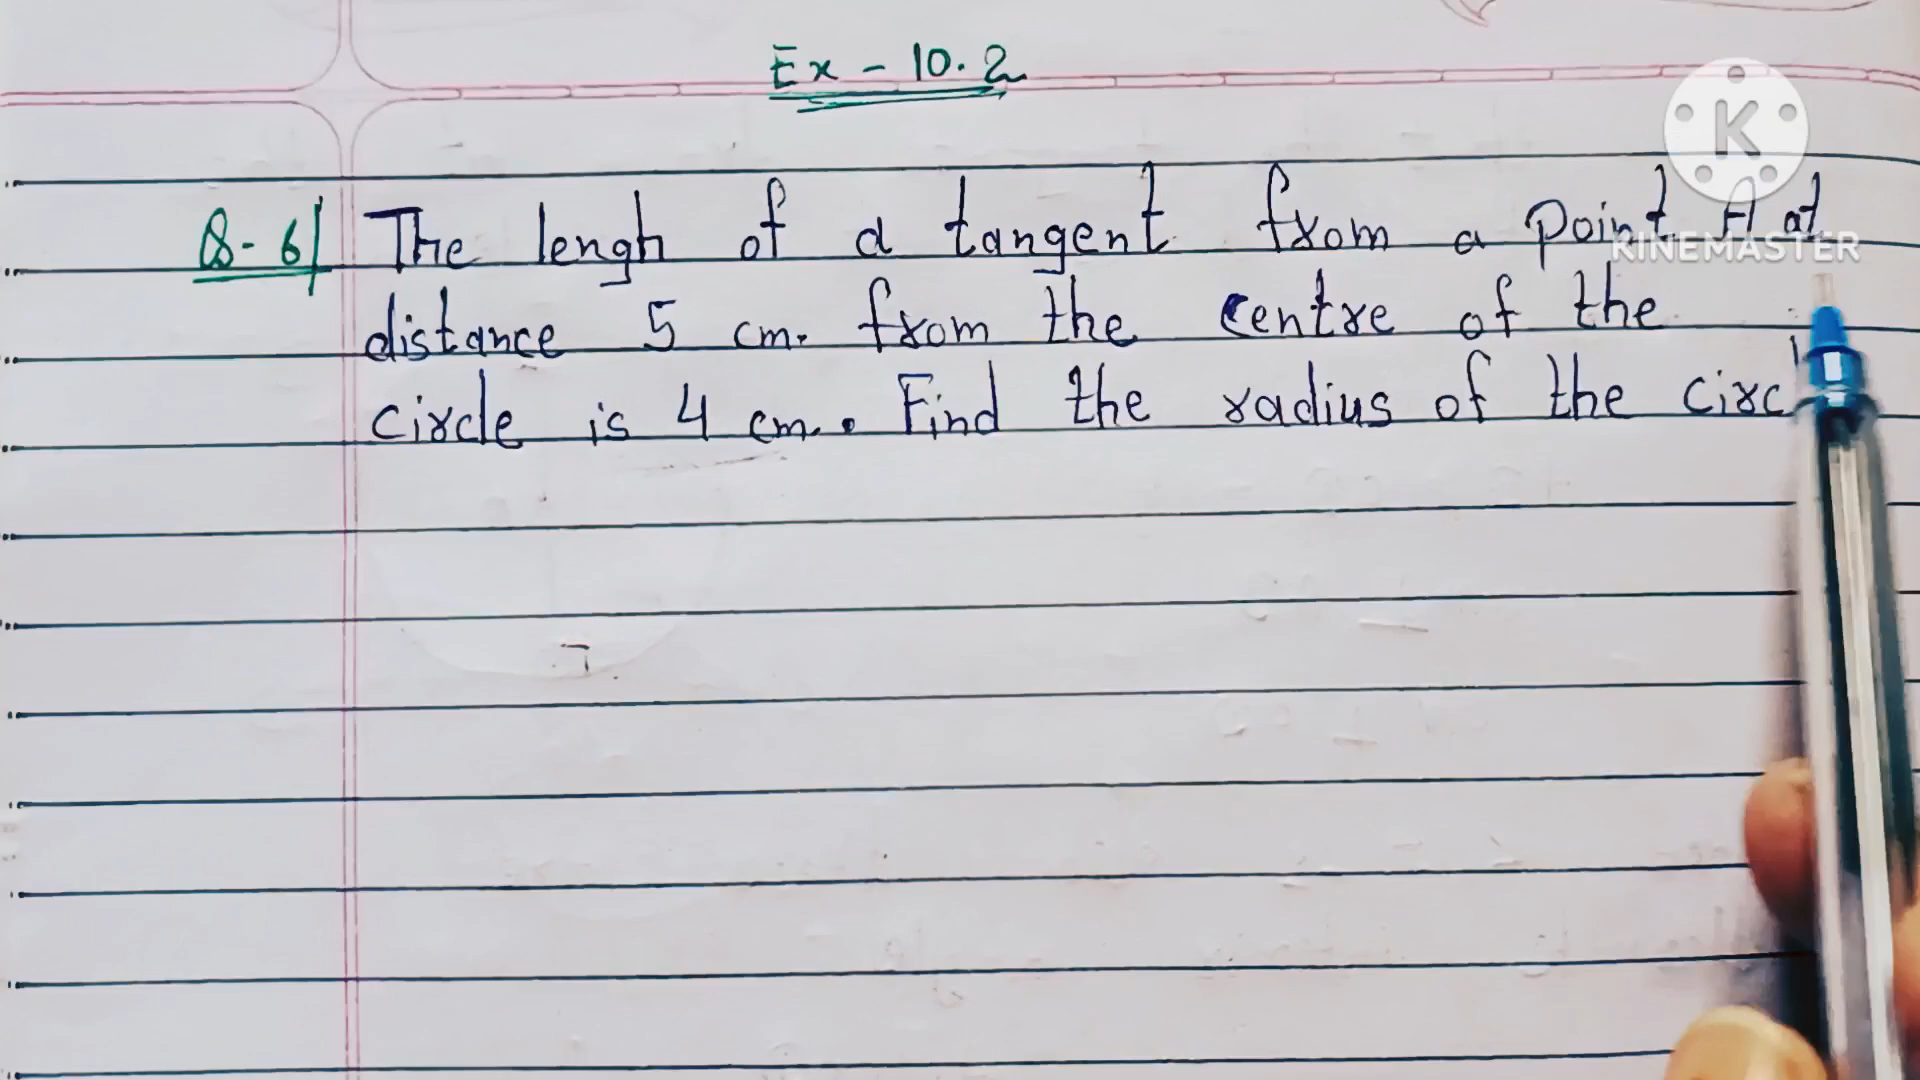 Ex - 10.2
Q-6| The lengh of a tangent from a point A at
distance 5 cm. from the centre of the
circle is 4 cm. Find the radius of the circl
K
KINEMASTER